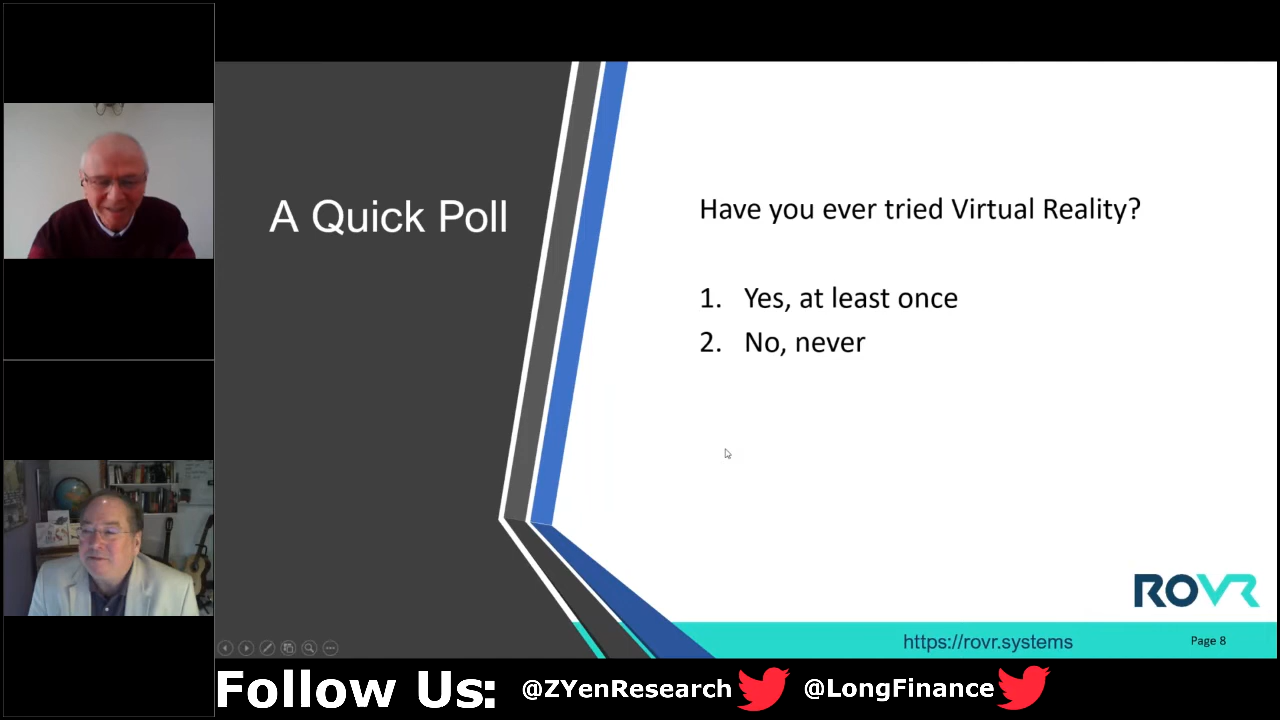 A Quick Poll
Have you ever tried Virtual Reality?
1. Yes, at least once
2. No, never
ROVR
https://rovr.systems
Page 8
Follow Us: @ZYenResearch @LongFinance